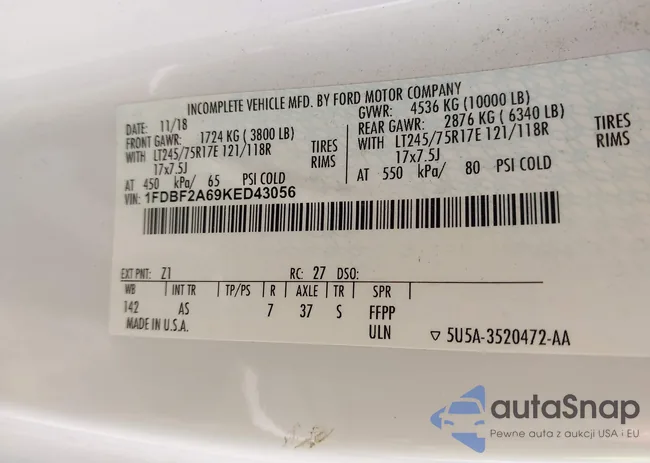 INCOMPLETE VEHICLE MFD. BY FORD MOTOR COMPANY
DATE: 11/18 GVWR: 4536 KG (10000 LB)
FRONT GAWR: 1724 KG (3800 LB) REAR GAWR: 2876 KG (6340 LB)
WITH LT245/75R17E 121/118R TIRES WITH LT245/75R17E 121/118R TIRES
17x7.5J RIMS 17x7.5J RIMS
AT 450 kPa/ 65 PSI COLD AT 550 kPa/ 80 PSI COLD
VIN: 1FDBF2A69KED43056
EXT PNT: Z1 RC: 27 DSO:
WB INT TR TP/PS R AXLE TR SPR
142 AS 7 37 S FFPP
MADE IN U.S.A. ULN ▽ 5U5A-3520472-AA
autaSnap
Pewne auta z aukcji USA i EU